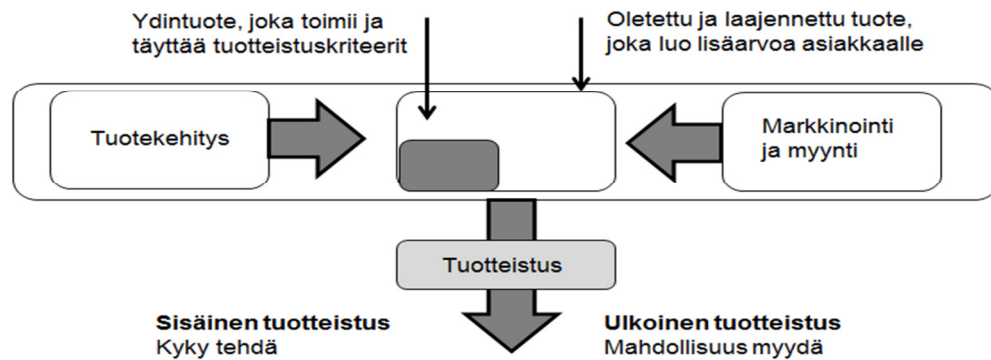 Ydintuote, joka toimii ja
täyttää tuotteistuskriteerit
Oletettu ja laajennettu tuote,
joka luo lisäarvoa asiakkaalle
Tuotekehitys
Markkinointi
ja myynti
Tuotteistus
Sisäinen tuotteistus
Kyky tehdä
Ulkoinen tuotteistus
Mahdollisuus myydä